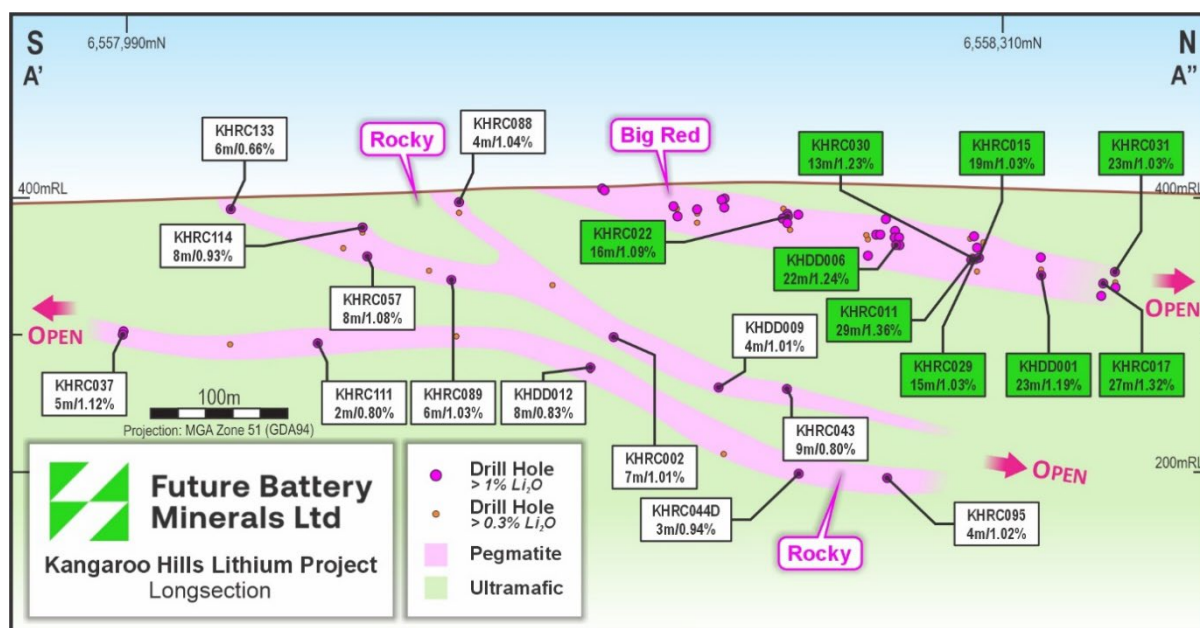 S
A'
6,557,990mN
6,558,310mN
N
A"
KHRC133
6m/0.66%
Rocky
KHRC088
4m/1.04%
Big Red
KHRC030
13m/1.23%
KHRC015
19m/1.03%
KHRC031
23m/1.03%
400mRL
400mRL
KHRC114
8m/0.93%
KHRC022
16m/1.09%
KHDD006
22m/1.24%
KHRC057
8m/1.08%
KHRC011
29m/1.36%
OPEN
OPEN
KHDD009
4m/1.01%
KHRC029
15m/1.03%
KHDD001
23m/1.19%
KHRC017
27m/1.32%
KHRC037
5m/1.12%
100m
Projection: MGA Zone 51 (GDA94)
KHRC111
2m/0.80%
KHRC089
6m/1.03%
KHDD012
8m/0.83%
KHRC043
9m/0.80%
KHRC002
7m/1.01%
200mRL
OPEN
KHRC044D
3m/0.94%
KHRC095
4m/1.02%
Rocky
Future Battery
Minerals Ltd
Kangaroo Hills Lithium Project
Longsection
Drill Hole
> 1% Li₂O
Drill Hole
> 0.3% Li₂O
Pegmatite
Ultramafic